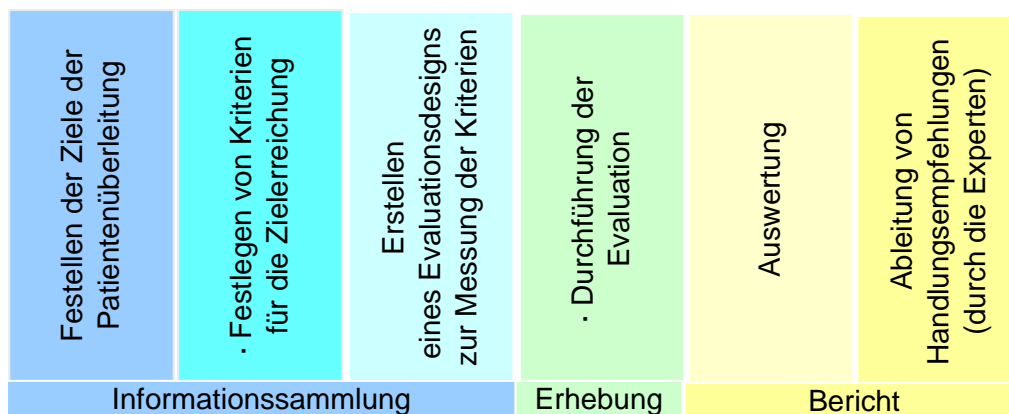 Festellen der Ziele der
Patientenüberleitung
· Festlegen von Kriterien
für die Zielerreichung
Erstellen
eines Evaluationsdesigns
zur Messung der Kriterien
· Durchführung der
Evaluation
Auswertung
Ableitung von
Handlungsempfehlungen
(durch die Experten)
Informationssammlung
Erhebung
Bericht